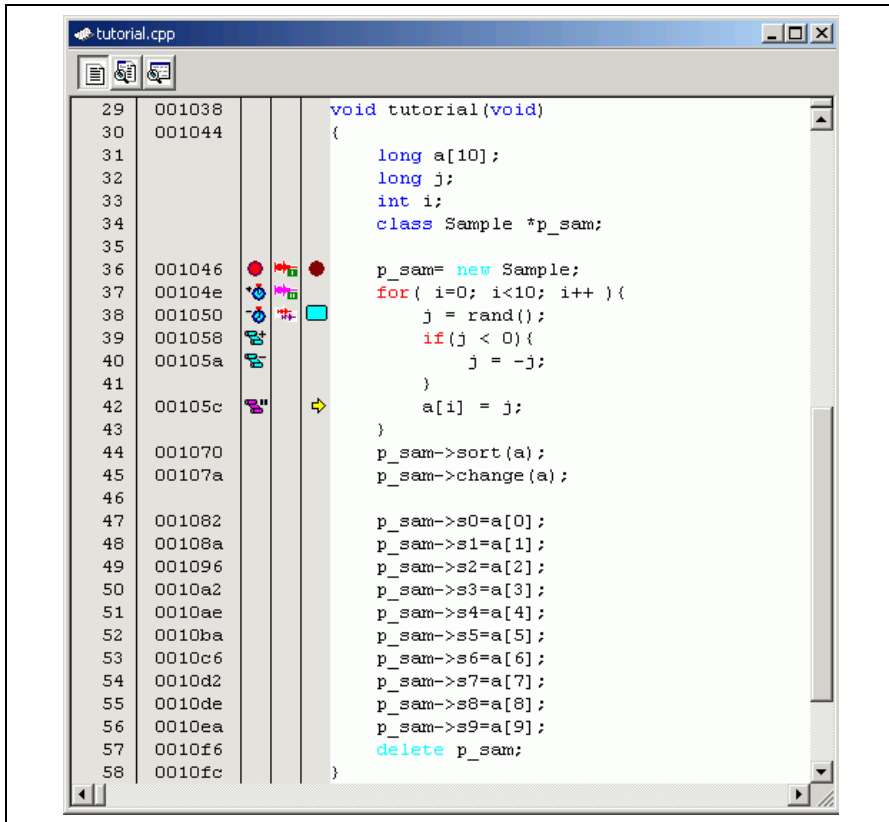 tutorial.cpp
29 001038 void tutorial(void)
30 001044 {
31 long a[10];
32 long j;
33 int i;
34 class Sample *p_sam;
35
36 001046 p_sam= new Sample;
37 00104e for( i=0; i<10; i++ ){
38 001050 j = rand();
39 001058 if(j < 0){
40 00105a j = -j;
41 }
42 00105c a[i] = j;
43 }
44 001070 p_sam->sort(a);
45 00107a p_sam->change(a);
46
47 001082 p_sam->s0=a[0];
48 00108a p_sam->s1=a[1];
49 001096 p_sam->s2=a[2];
50 0010a2 p_sam->s3=a[3];
51 0010ae p_sam->s4=a[4];
52 0010ba p_sam->s5=a[5];
53 0010c6 p_sam->s6=a[6];
54 0010d2 p_sam->s7=a[7];
55 0010de p_sam->s8=a[8];
56 0010ea p_sam->s9=a[9];
57 0010f6 delete p_sam;
58 0010fc }